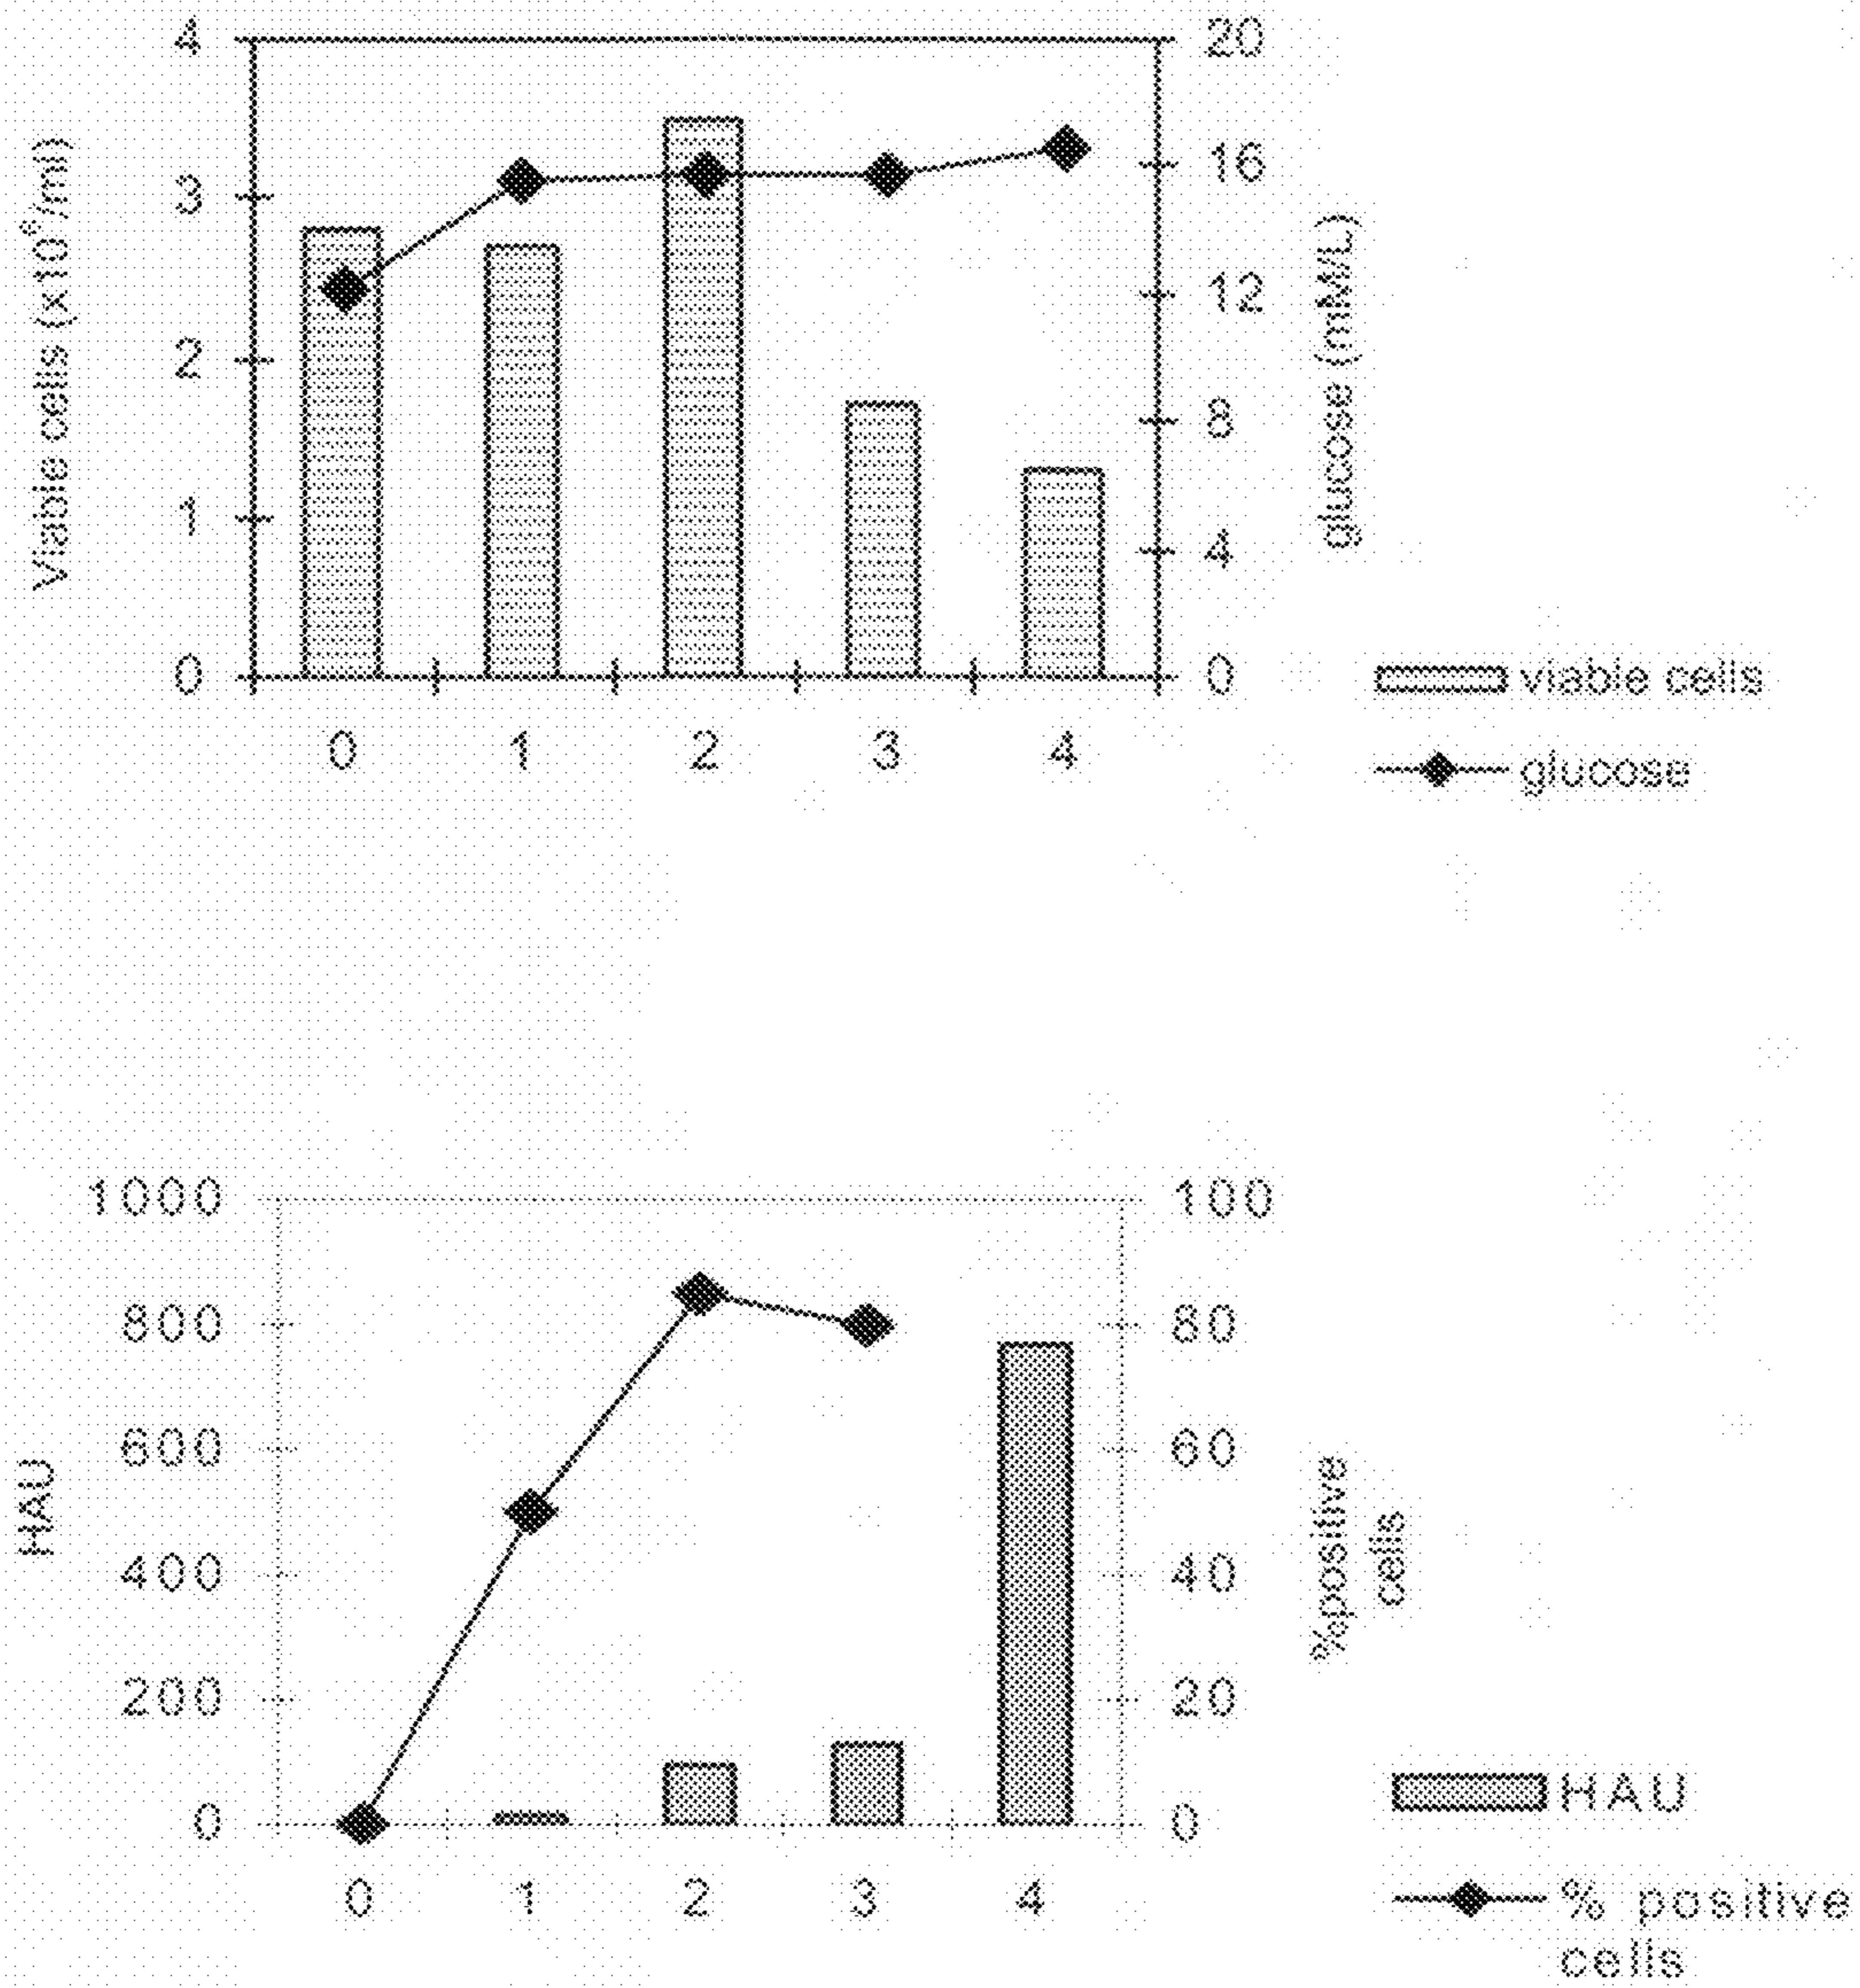 4
3
2
1
0
Viable cells (x10⁶/ml)
20
16
12
8
4
0
glucose (mM/L)
0 1 2 3 4
viable cells
glucose
1000
800
600
400
200
0
HAU
100
80
60
40
20
0
%positive
cells
0 1 2 3 4
HAU
% positive
cells